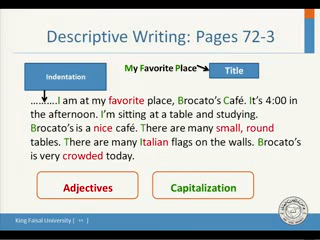 Descriptive Writing: Pages 72-3
Indentation
My Favorite Place
Title
..........I am at my favorite place, Brocato's Café. It's 4:00 in
the afternoon. I'm sitting at a table and studying.
Brocato's is a nice café. There are many small, round
tables. There are many Italian flags on the walls. Brocato's
is very crowded today.
Adjectives
Capitalization
King Faisal University [ ]